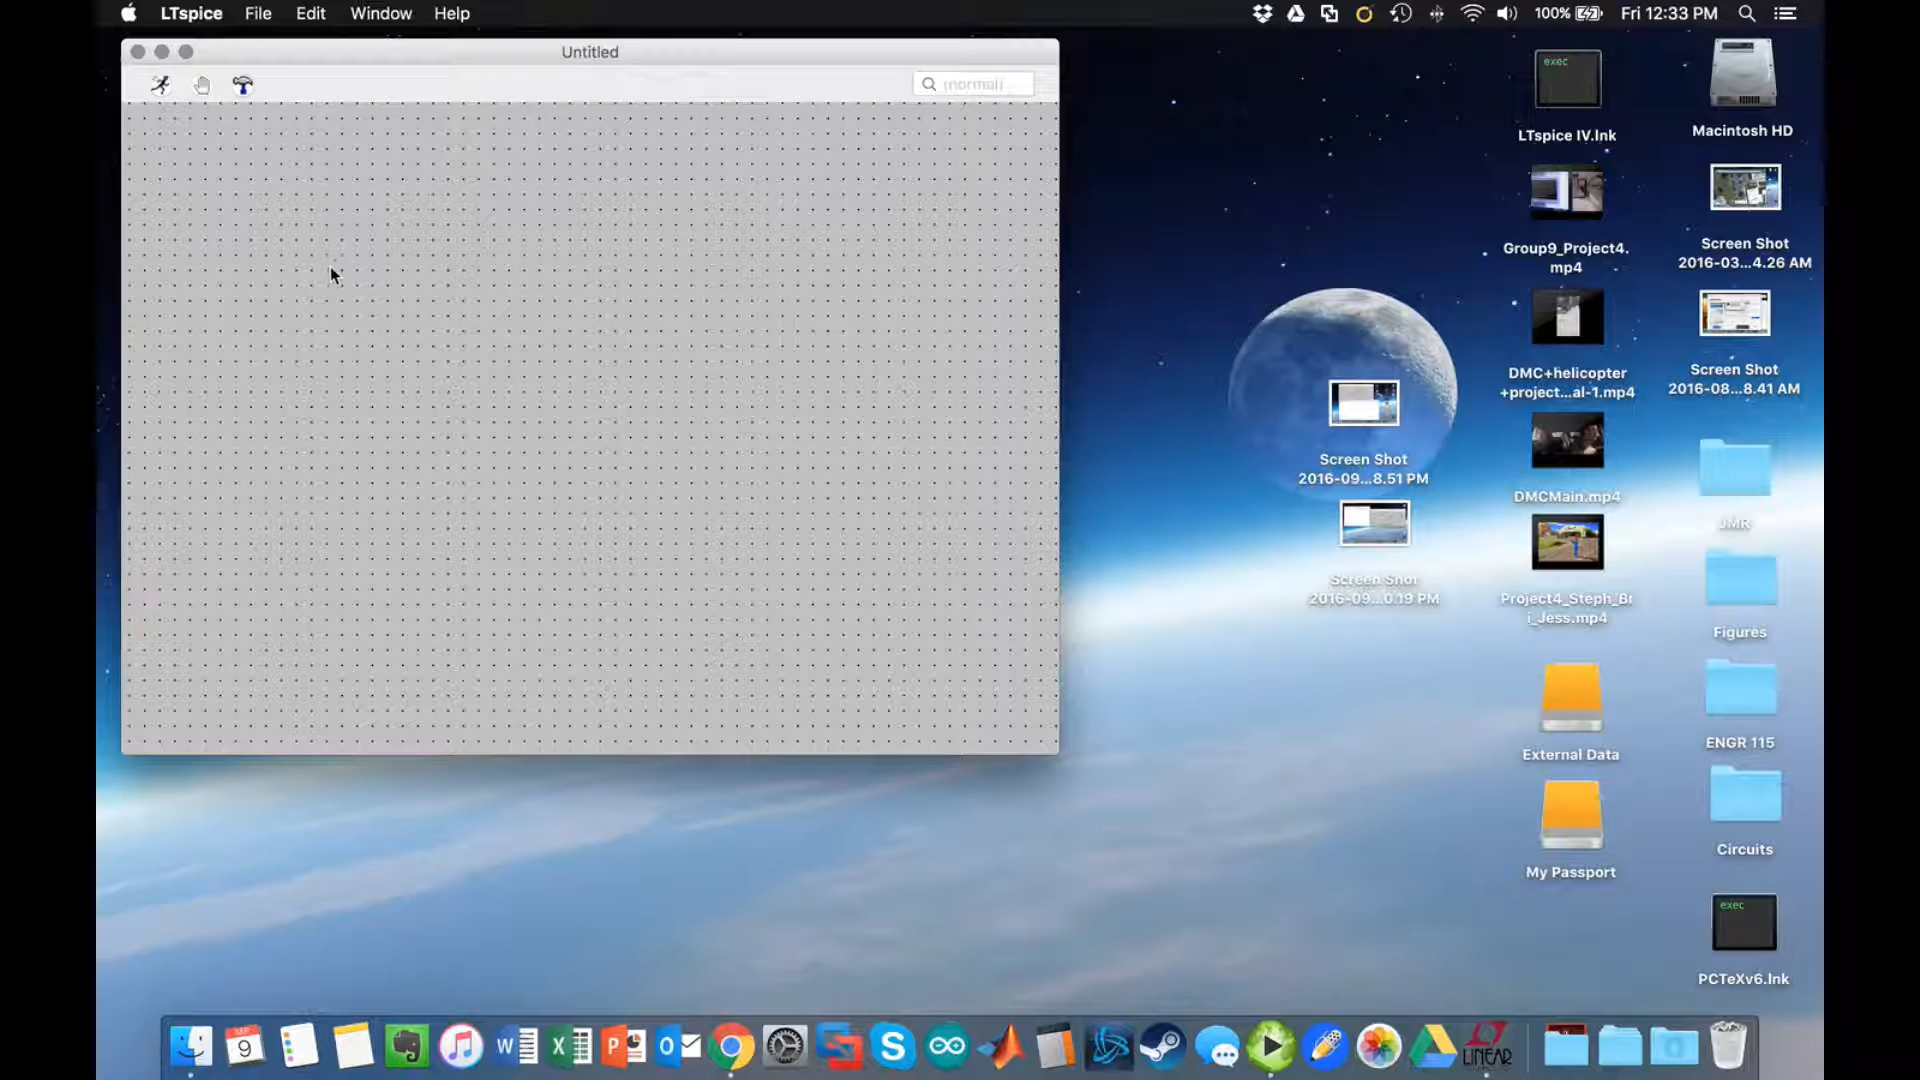 LTspice File Edit Window Help
100% Fri 12:33 PM
Untitled
(normal)
exec
LTspice IV.lnk
Macintosh HD
Group9_Project4.
mp4
Screen Shot
2016-03...4.26 AM
DMC+helicopter
+project...al-1.mp4
Screen Shot
2016-08...8.41 AM
Screen Shot
2016-09...8.51 PM
DMCMain.mp4
JMR
Screen Shot
2016-09...0.19 PM
Project4_Steph_Br
i_Jess.mp4
Figures
ENGR 115
External Data
Circuits
My Passport
exec
PCTeXv6.lnk
SEP
9
LINEAR